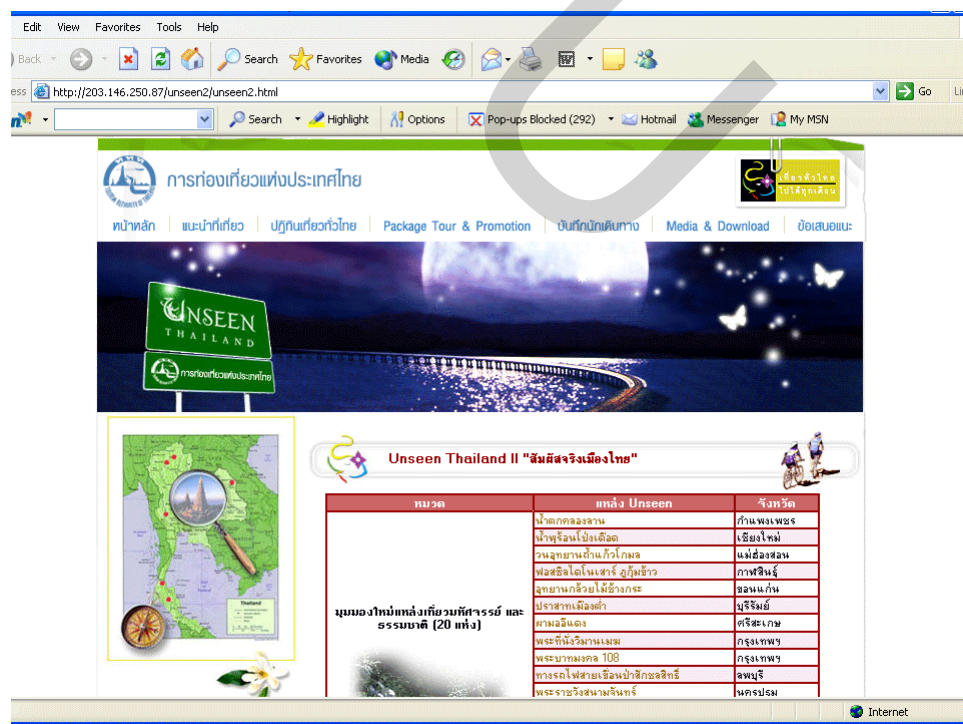 Edit View Favorites Tools Help
Back Search Favorites Media
ess http://203.146.250.87/unseen2/unseen2.html Go Li
Search Highlight Options Pop-ups Blocked (292) Hotmail Messenger My MSN
การท่องเที่ยวแห่งประเทศไทย
เที่ยวทั่วไทย
ไปได้ทุกเดือน
หน้าหลัก แนะนำที่เที่ยว ปฏิทินเที่ยวทั่วไทย Package Tour & Promotion บันทึกนักเดินทาง Media & Download ข้อเสนอแนะ
UNSEEN
THAILAND
การท่องเที่ยวแห่งประเทศไทย
Unseen Thailand II "สัมผัสจริงเมืองไทย"
Thailand
หมวด แหล่ง Unseen จังหวัด
น้ำตกคลองลาน กำแพงเพชร
น้ำพุร้อนโป่งเดือด เชียงใหม่
วนอุทยานถ้ำแก้วโกมล แม่ฮ่องสอน
ฟอสซิลไดโนเสาร์ ภูกุ้มข้าว กาฬสินธุ์
อุทยานกล้วยไม้ช้างกระ ขอนแก่น
มุมมองใหม่แหล่งเที่ยวมหัศจรรย์ และ
ธรรมชาติ (20 แห่ง)
ปราสาทเมืองต่ำ บุรีรัมย์
ผามออีแดง ศรีสะเกษ
พระที่นั่งวิมานเมฆ กรุงเทพฯ
พระบาทมงคล 108 กรุงเทพฯ
ทางรถไฟสายเขื่อนป่าสักชลสิทธิ์ ลพบุรี
พระราชวังสนามจันทร์ นครปฐม
Internet